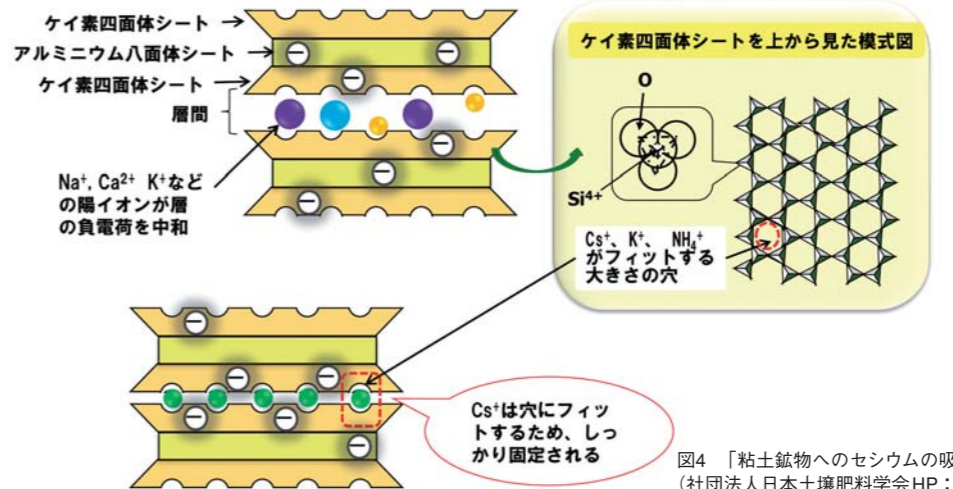 ケイ素四面体シート
アルミニウム八面体シート
ケイ素四面体シート
層間
Na⁺, Ca²⁺ K⁺など
の陽イオンが層
の負電荷を中和
ケイ素四面体シートを上から見た模式図
O
Si⁴⁺
Cs⁺、K⁺、 NH₄⁺
がフィットする
大きさの穴
Cs⁺は穴にフィッ
トするため、しっ
かり固定される
図4 「粘土鉱物へのセシウムの吸
(社団法人日本土壌肥料学会HP;